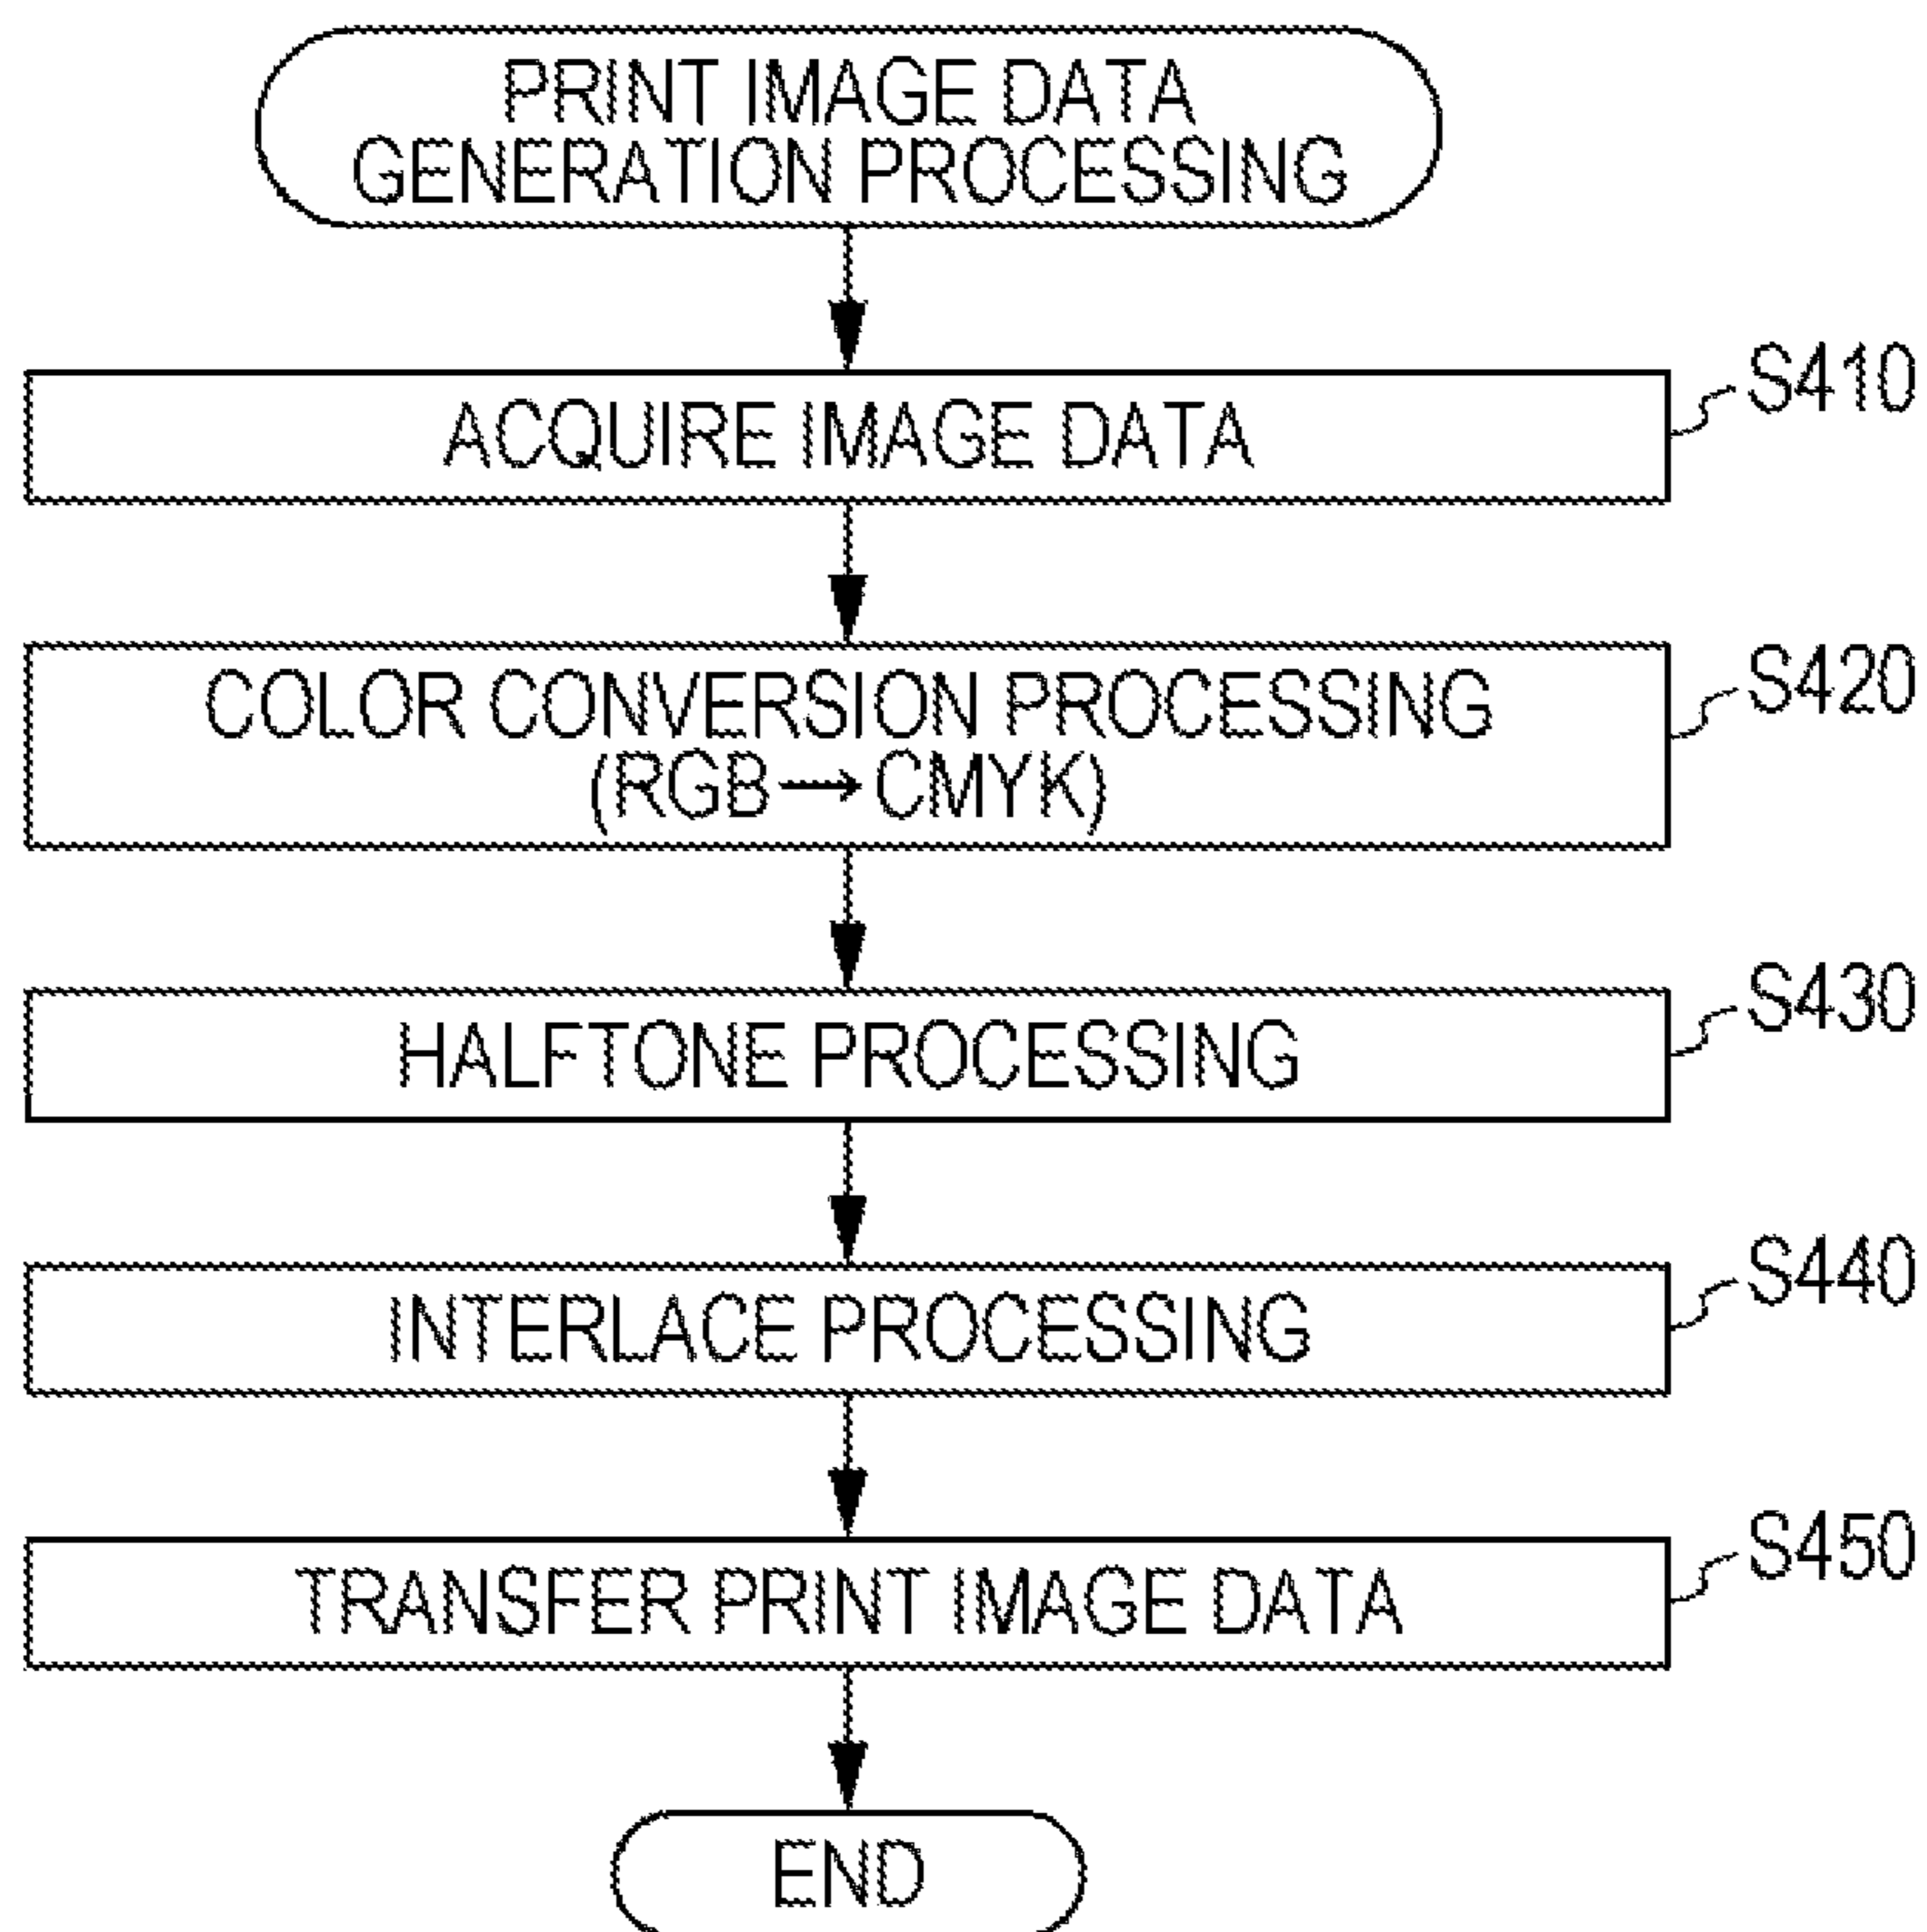 PRINT IMAGE DATA
GENERATION PROCESSING
ACQUIRE IMAGE DATA
S410
COLOR CONVERSION PROCESSING
(RGB→CMYK)
S420
HALFTONE PROCESSING
S430
INTERLACE PROCESSING
S440
TRANSFER PRINT IMAGE DATA
S450
END